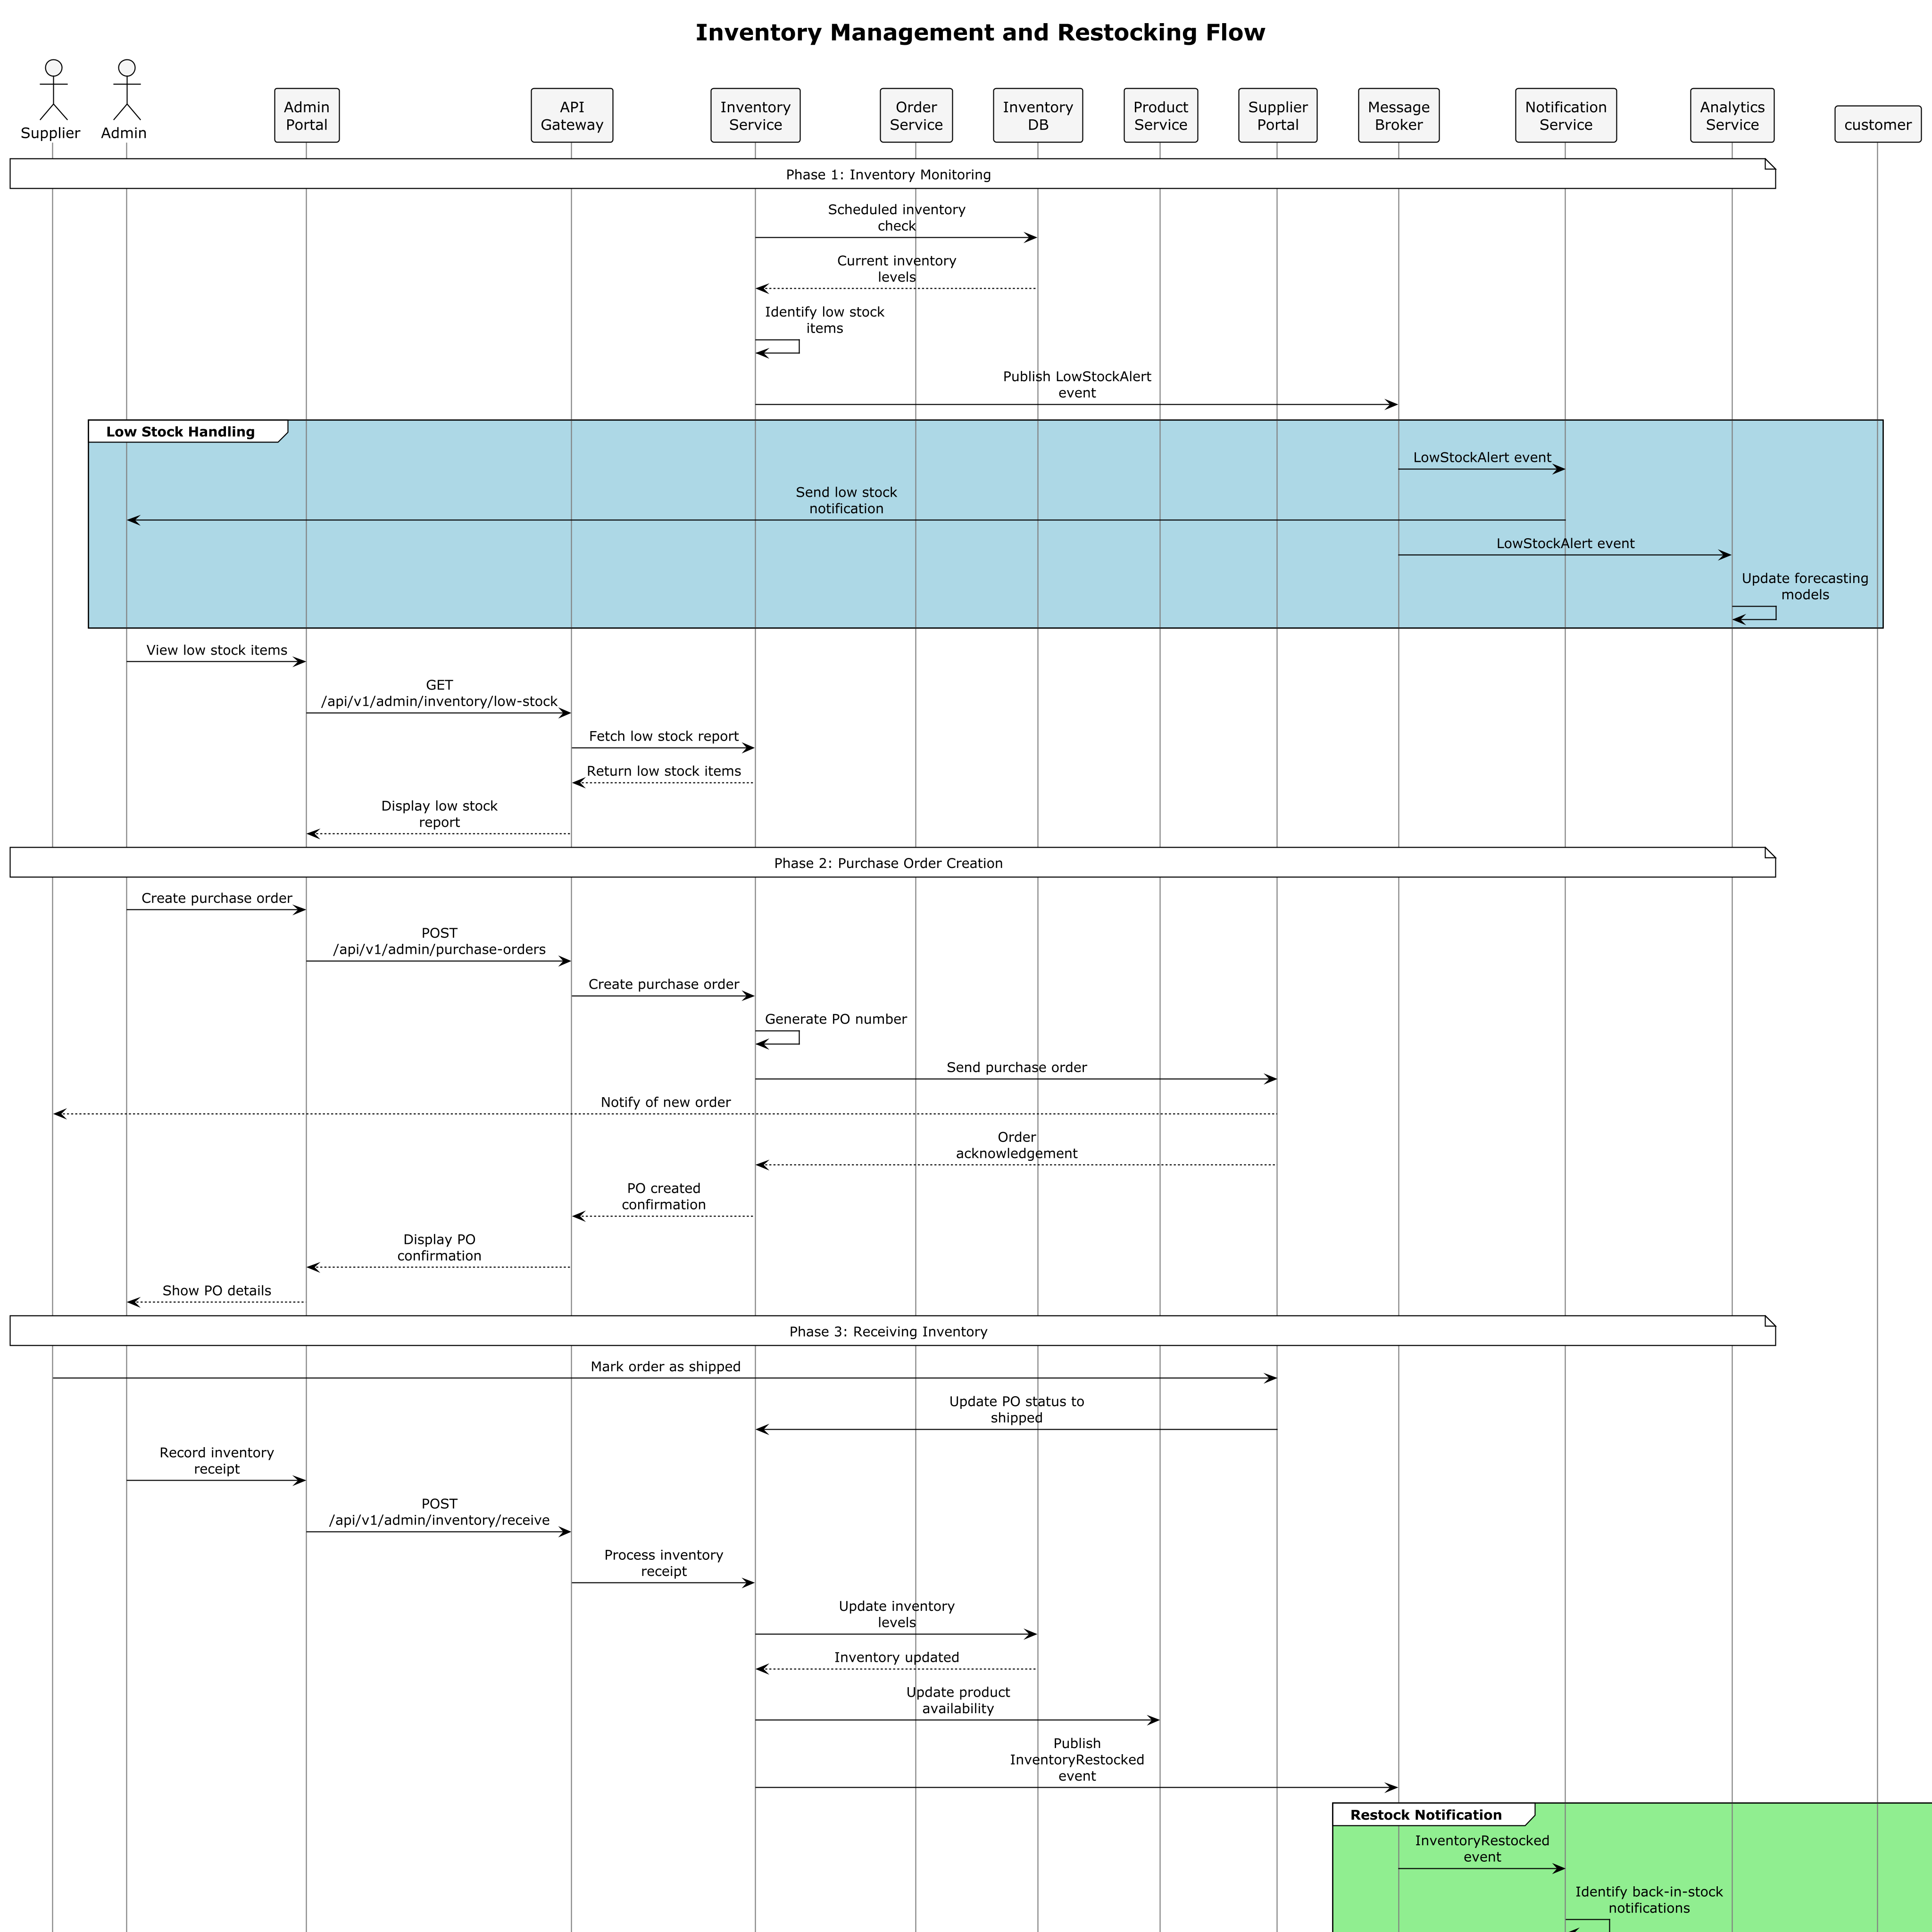 Inventory Management and Restocking Flow
Supplier
Admin
Admin
Portal
API
Gateway
Inventory
Service
Order
Service
Inventory
DB
Product
Service
Supplier
Portal
Message
Broker
Notification
Service
Analytics
Service
customer
Phase 1: Inventory Monitoring
Scheduled inventory
check
Current inventory
levels
Identify low stock
items
Publish LowStockAlert
event
Low Stock Handling
LowStockAlert event
Send low stock
notification
LowStockAlert event
Update forecasting
models
View low stock items
GET
/api/v1/admin/inventory/low-stock
Fetch low stock report
Return low stock items
Display low stock
report
Phase 2: Purchase Order Creation
Create purchase order
POST
/api/v1/admin/purchase-orders
Create purchase order
Generate PO number
Send purchase order
Notify of new order
Order
acknowledgement
PO created
confirmation
Display PO
confirmation
Show PO details
Phase 3: Receiving Inventory
Mark order as shipped
Update PO status to
shipped
Record inventory
receipt
POST
/api/v1/admin/inventory/receive
Process inventory
receipt
Update inventory
levels
Inventory updated
Update product
availability
Publish
InventoryRestocked
event
Restock Notification
InventoryRestocked
event
Identify back-in-stock
notifications